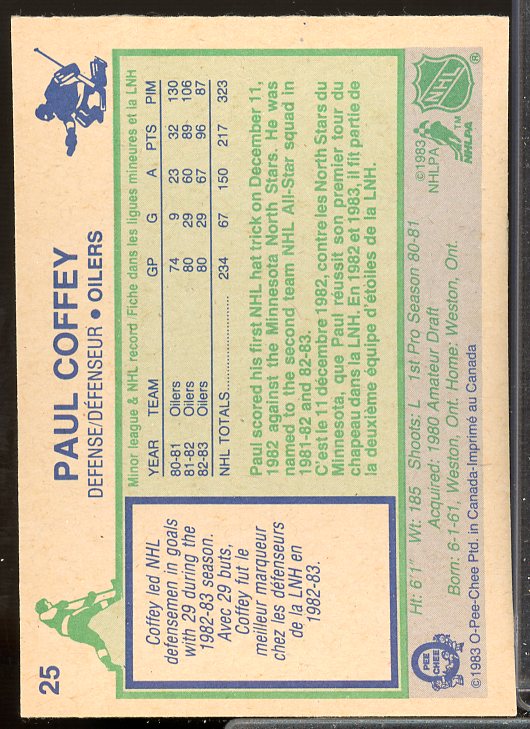 25
PAUL COFFEY
DEFENSE/DÉFENSEUR • OILERS
Coffey led NHL
defensemen in goals
with 29 during the
1982-83 season.
Avec 29 buts,
Coffey fut le
meilleur marqueur
chez les défenseurs
de la LNH en
1982-83.
Minor league & NHL record Fiche dans les ligues mineures et la LNH
YEAR TEAM GP G A PTS PIM
80-81 Oilers 74 9 23 32 130
81-82 Oilers 80 29 60 89 106
82-83 Oilers 80 29 67 96 87
NHL TOTALS.................... 234 67 150 217 323
Paul scored his first NHL hat trick on December 11,
1982 against the Minnesota North Stars. He was
named to the second team NHL All-Star squad in
1981-82 and 82-83.
C'est le 11 décembre 1982, contre les North Stars du
Minnesota, que Paul réussit son premier tour du
chapeau dans la LNH. En 1982 et 1983, il fit partie de
la deuxième équipe d'étoiles de la LNH.
Ht: 6'1" Wt: 185 Shoots: L 1st Pro Season 80-81
Acquired: 1980 Amateur Draft
Born: 6-1-61, Weston, Ont. Home: Weston, Ont.
©1983 O-Pee-Chee Ptd. in Canada-Imprimé au Canada
O
PEE
CHEE
©1983
NHLPA
NHLPA
TM
NHL
®